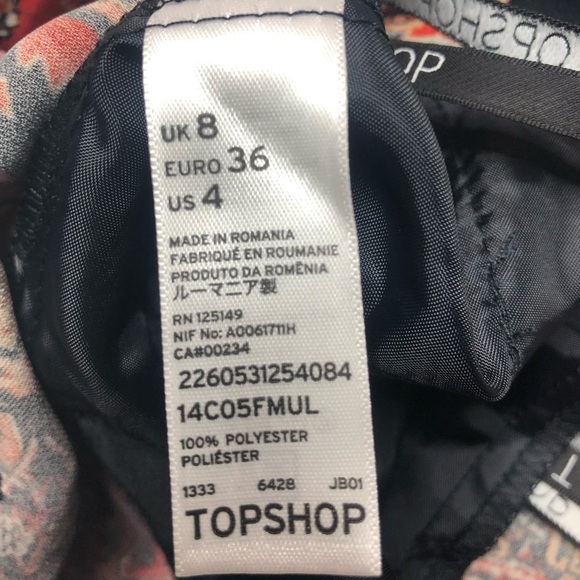 TOPSHOP
OP
UK 8
EURO 36
US 4
MADE IN ROMANIA
FABRIQUÉ EN ROUMANIE
PRODUTO DA ROMÊNIA
ルーマニア製
RN 125149
NIF No: A0061711H
CA#00234
2260531254084
14C05FMUL
100% POLYESTER
POLIÉSTER
1333 6428 JB01
TOPSHOP